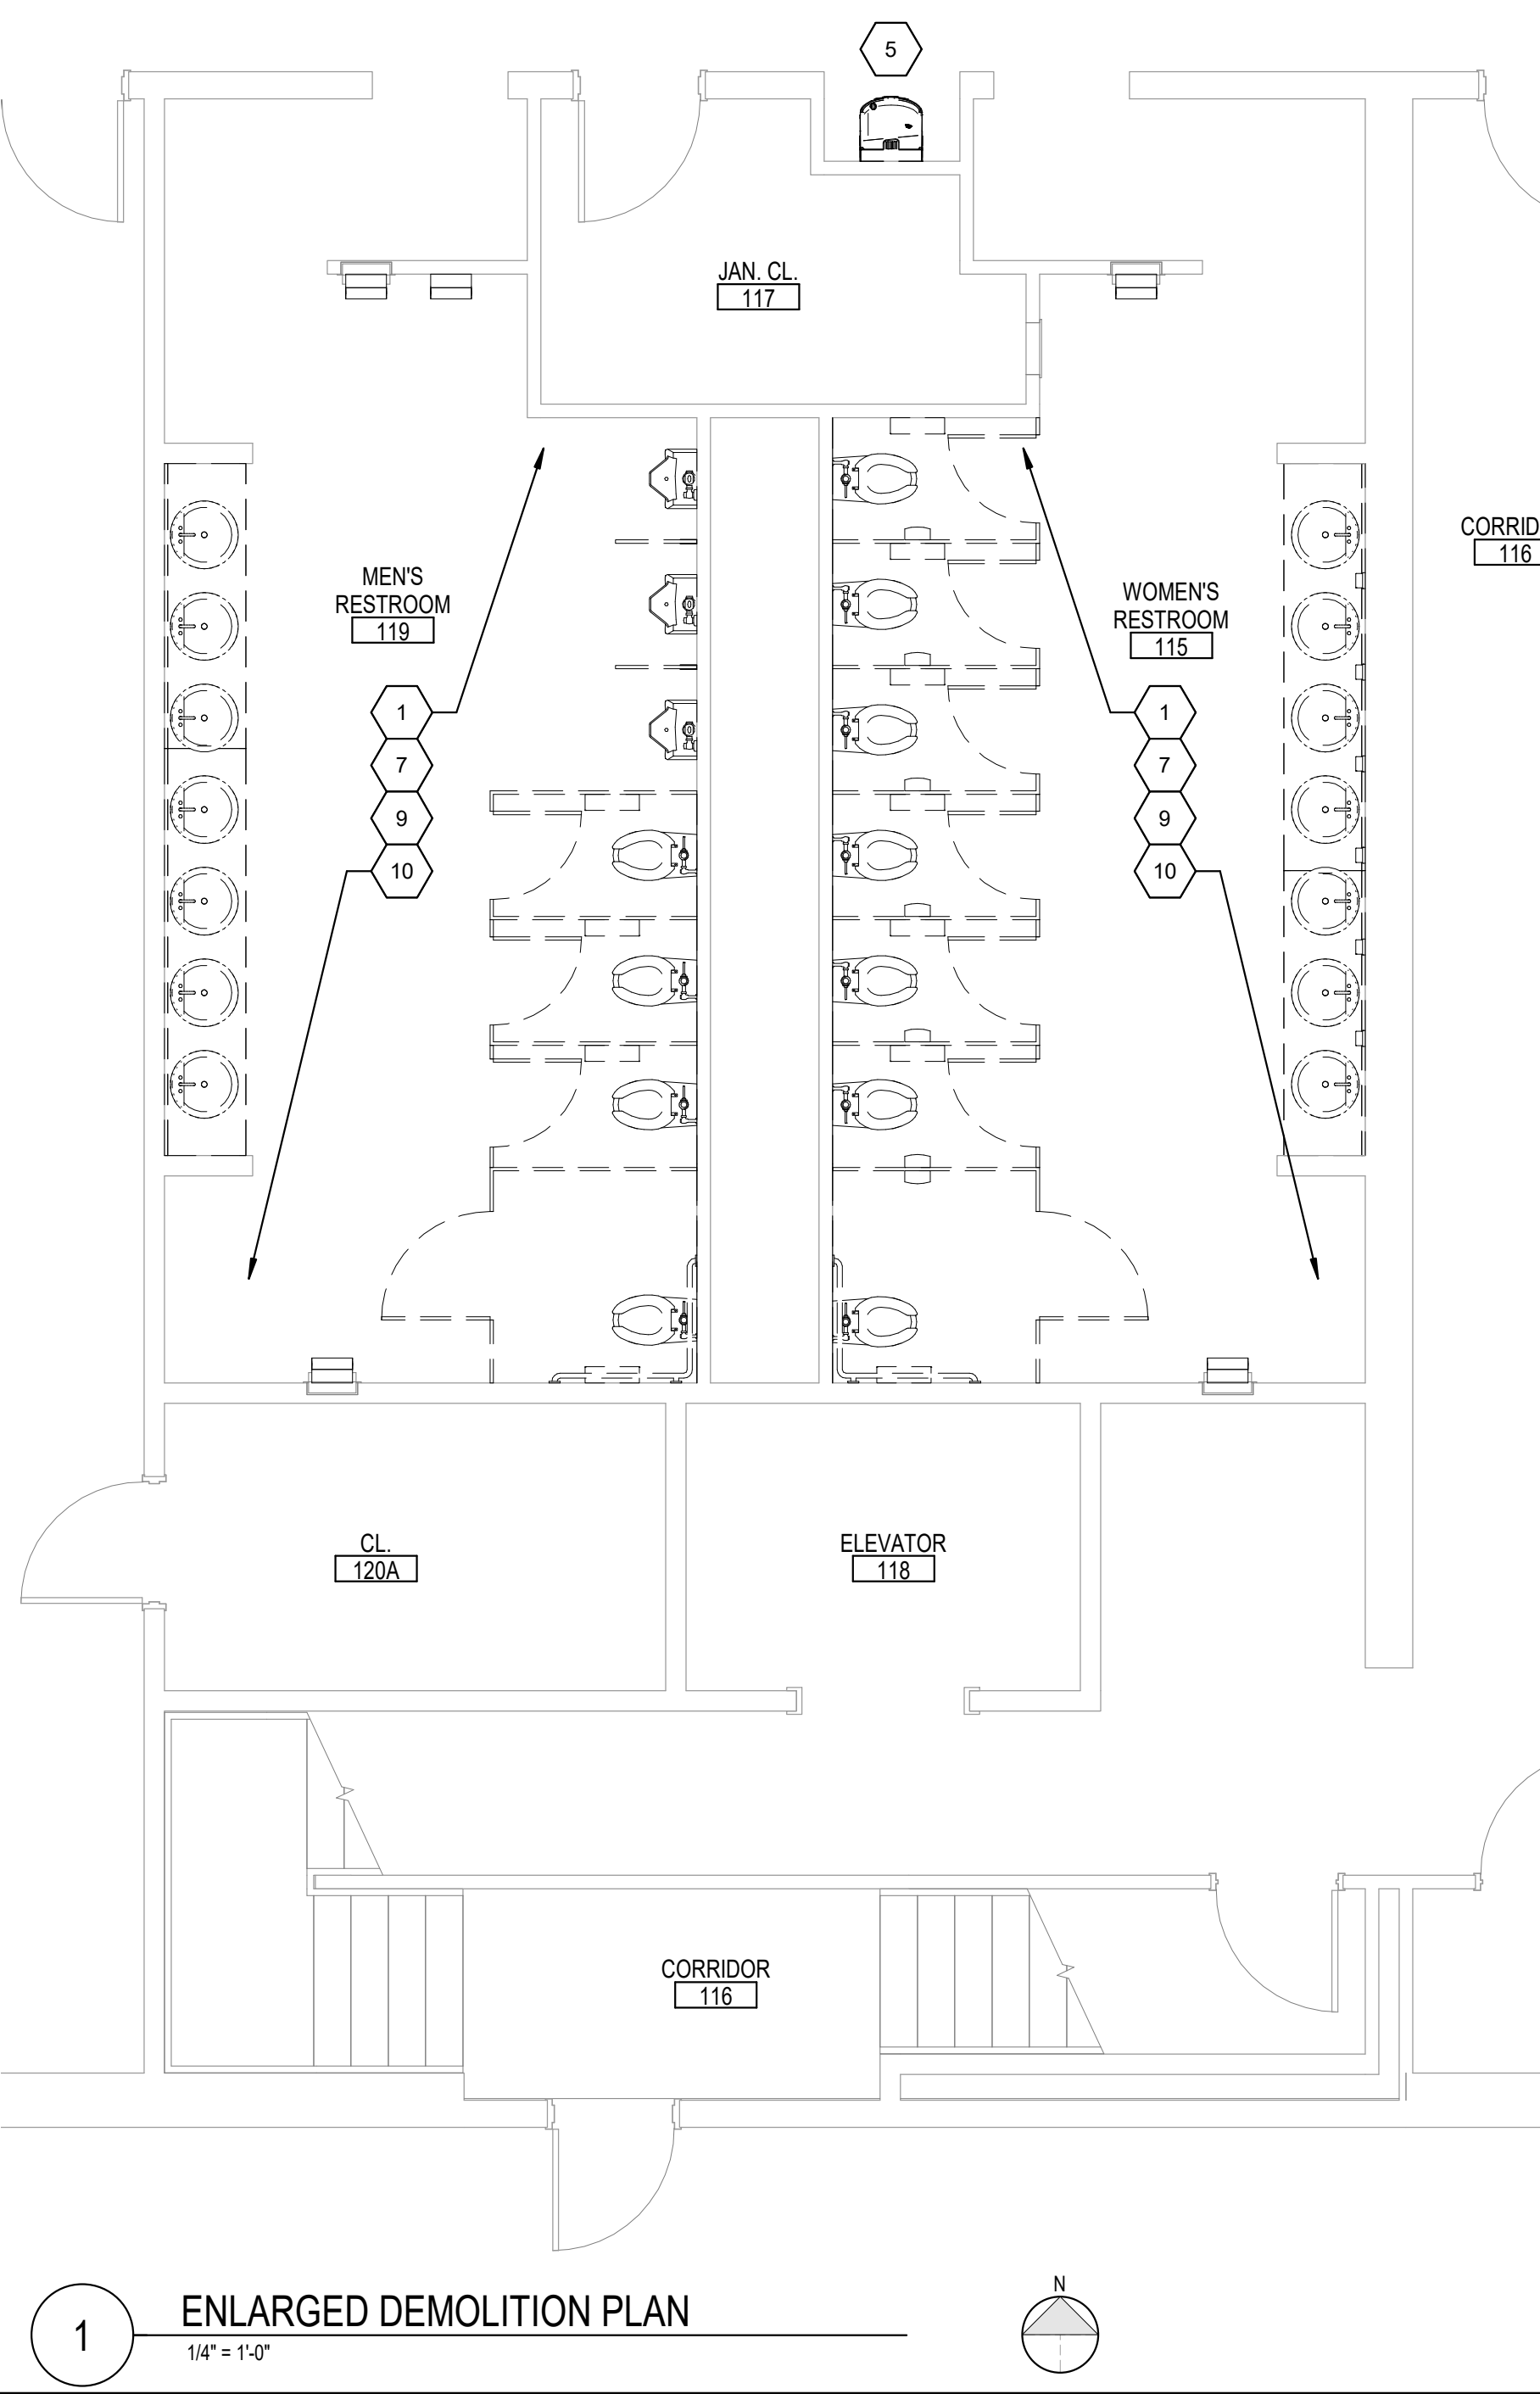 5
JAN. CL.
117
CORRID
116
MEN'S
RESTROOM
119
WOMEN'S
RESTROOM
115
1
7
9
10
1
7
9
10
CL.
120A
ELEVATOR
118
CORRIDOR
116
1
ENLARGED DEMOLITION PLAN
1/4" = 1'-0"
N